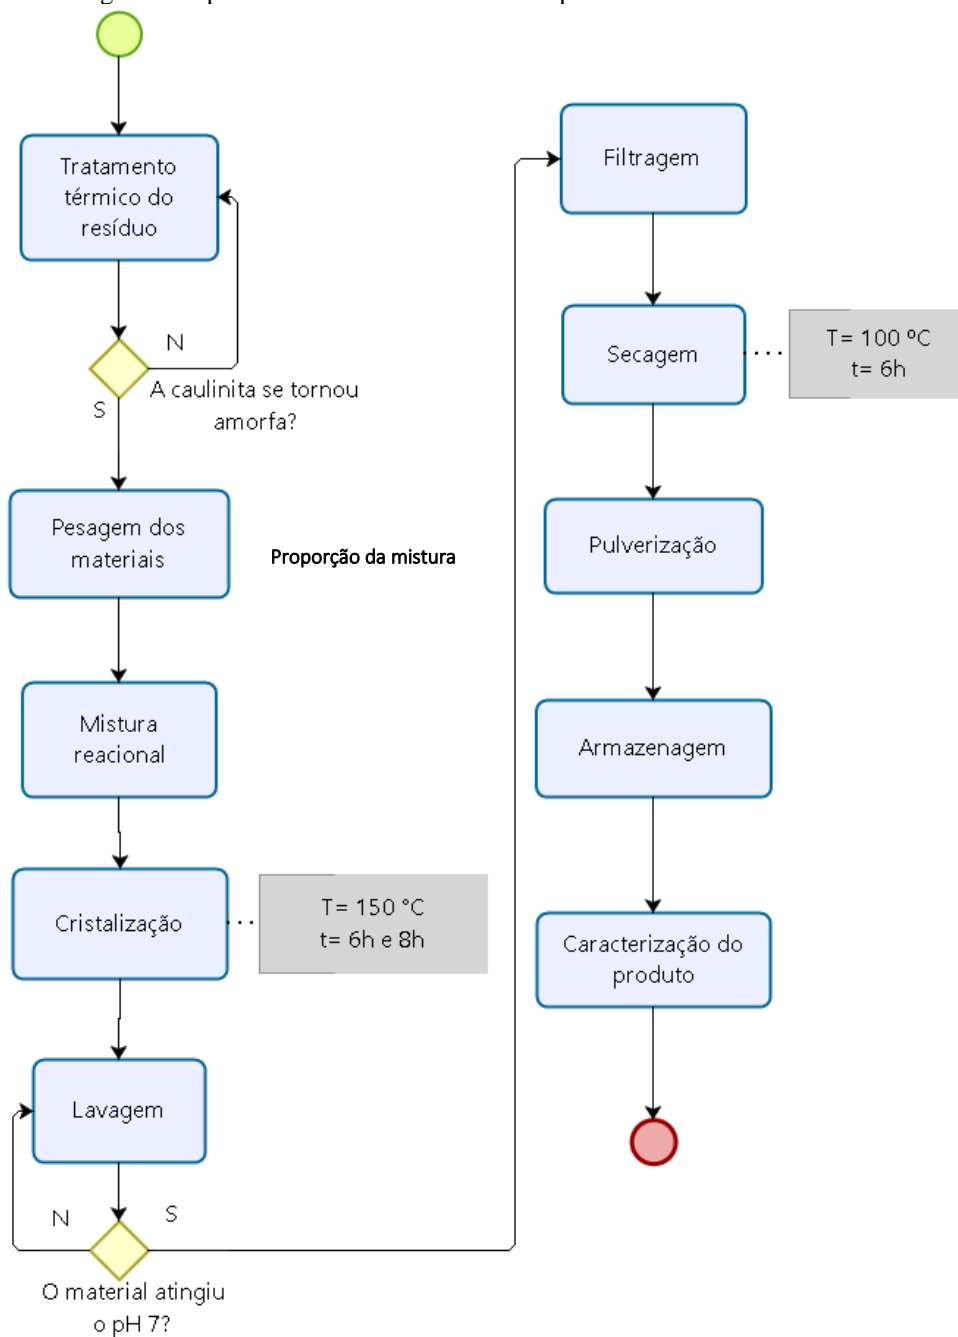 Tratamento
térmico do
resíduo
N
A caulinita se tornou
amorfa?
S
Pesagem dos
materiais
Proporção da mistura
Mistura
reacional
Cristalização
T= 150 °C
t= 6h e 8h
Lavagem
N
S
O material atingiu
o pH 7?
Filtragem
Secagem
T= 100 ºC
t= 6h
Pulverização
Armazenagem
Caracterização do
produto